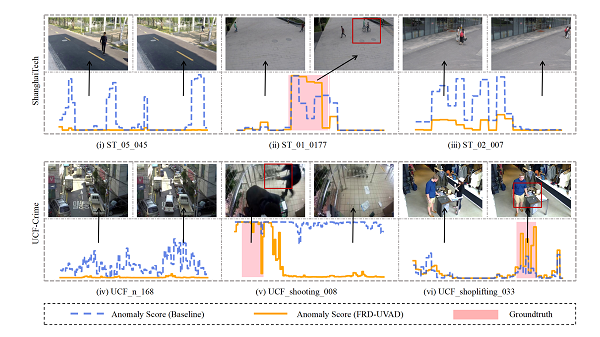 ShanghaiTech
(i) ST_05_045
(ii) ST_01_0177
(iii) ST_02_007
UCF-Crime
(iv) UCF_n_168
(v) UCF_shooting_008
(vi) UCF_shoplifting_033
Anomaly Score (Baseline)
Anomaly Score (FRD-UVAD)
Groundtruth